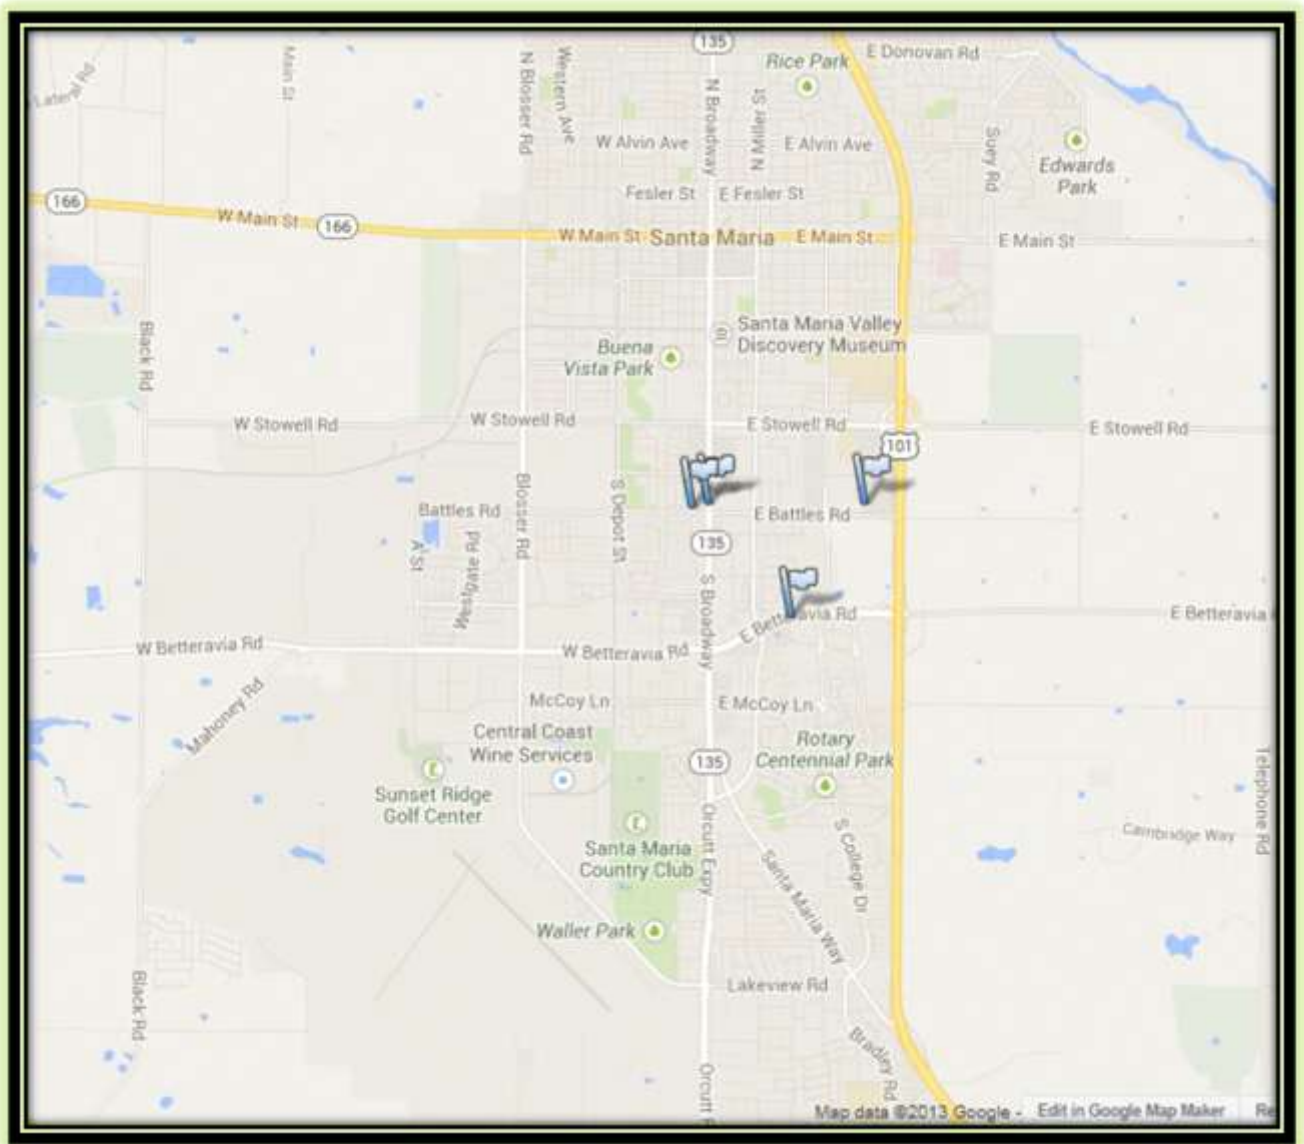 135
E Donovan Rd
Rice Park
Lateral Rd
Main St
N Blosser Rd
Western Ave
N Broadway
N Miller St
W Alvin Ave
E Alvin Ave
Suey Rd
Edwards
Park
Fesler St
E Fesler St
166
W Main St
166
W Main St
Santa Maria
E Main St
E Main St
Black Rd
Santa Maria Valley
Discovery Museum
Buena
Vista Park
W Stowell Rd
W Stowell Rd
E Stowell Rd
E Stowell Rd
101
Blosser Rd
S Depot St
Battles Rd
E Battles Rd
A St
Westgate Rd
135
S Broadway
E Betteravia Rd
E Betteravia
W Betteravia Rd
W Betteravia Rd
Mahoney Rd
McCoy Ln
E McCoy Ln
Central Coast
Wine Services
Rotary
Centennial Park
135
Sunset Ridge
Golf Center
Telephone Rd
Orcutt Expy
Santa Maria
Country Club
S College Dr
Cambridge Way
Santa Maria Way
Waller Park
Lakeview Rd
Black Rd
Bradley Rd
Orcutt
Map data ©2013 Google -
Edit in Google Map Maker
Re